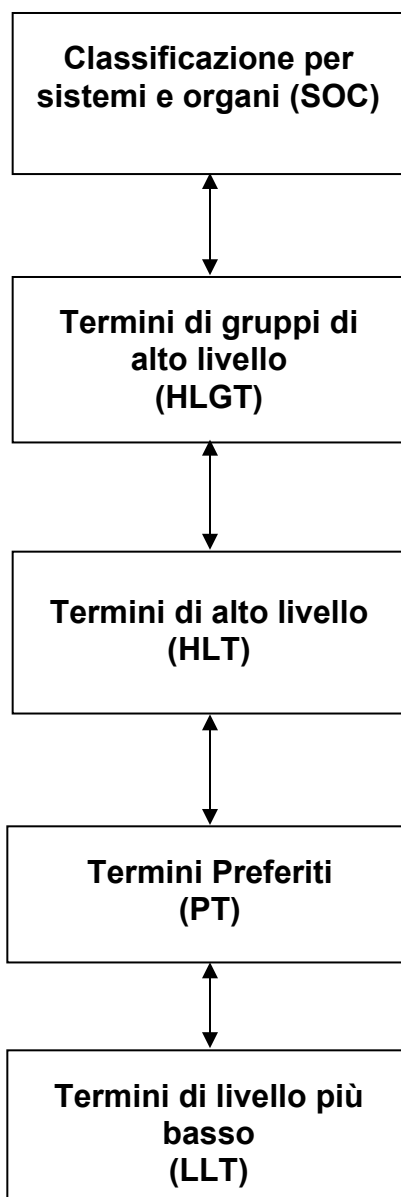 Classificazione per
sistemi e organi (SOC)
Termini di gruppi di
alto livello
(HLGT)
Termini di alto livello
(HLT)
Termini Preferiti
(PT)
Termini di livello più
basso
(LLT)